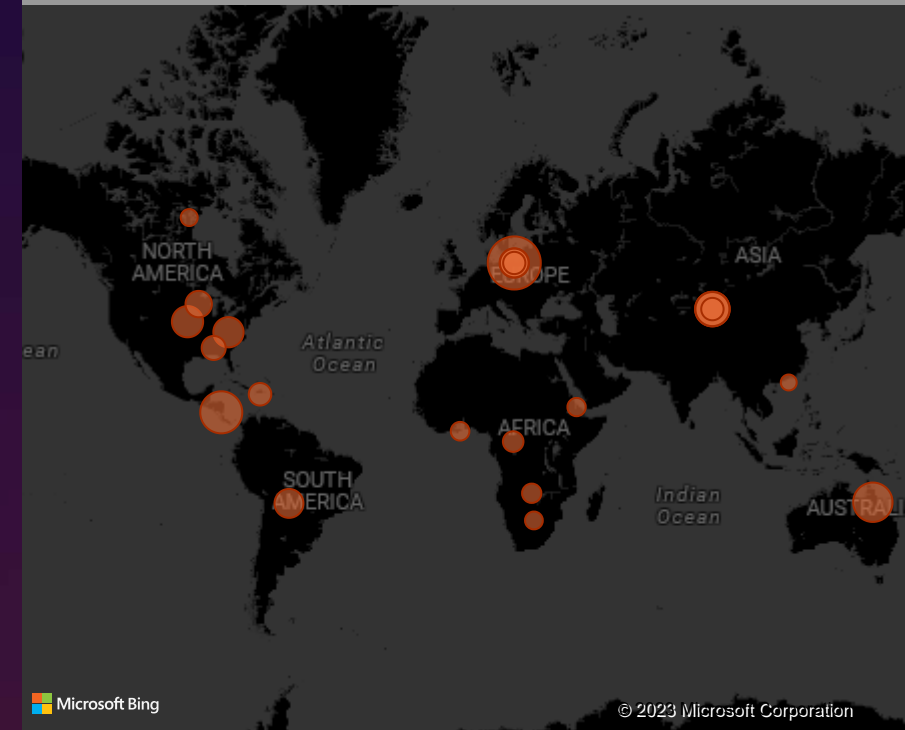 NORTH
AMERICA
EUROPE
ASIA
ean
Atlantic
Ocean
AFRICA
SOUTH
AMERICA
Indian
Ocean
AUSTRALI
Microsoft Bing
© 2023 Microsoft Corporation